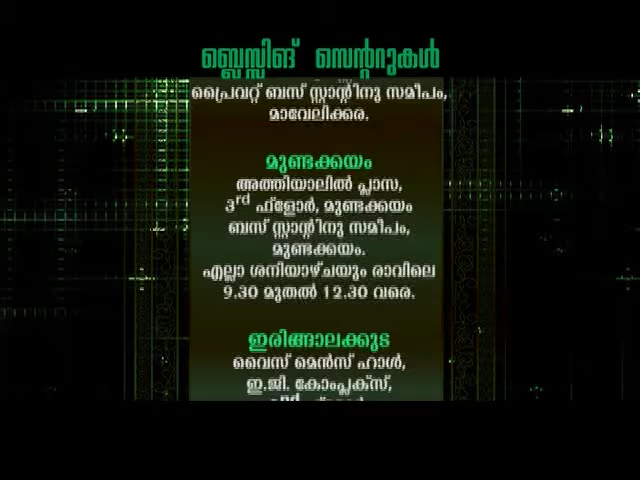 ബ്ലെസ്സിങ് സെന്ററുകൾ
പ്രൈവറ്റ് ബസ് സ്റ്റാന്റിനു സമീപം,
മാവേലിക്കര.
മുണ്ടക്കയം
അത്തിയാലിൽ പ്ലാസ,
3rd ഫ്ളോർ, മുണ്ടക്കയം
ബസ് സ്റ്റാന്റിനു സമീപം,
മുണ്ടക്കയം.
എല്ലാ ശനിയാഴ്ചയും രാവിലെ
9.30 മുതൽ 12.30 വരെ.
ഇരിങ്ങാലക്കുട
വൈസ് മെൻസ് ഹാൾ,
ഇ.ജി. കോംപ്ലക്സ്,